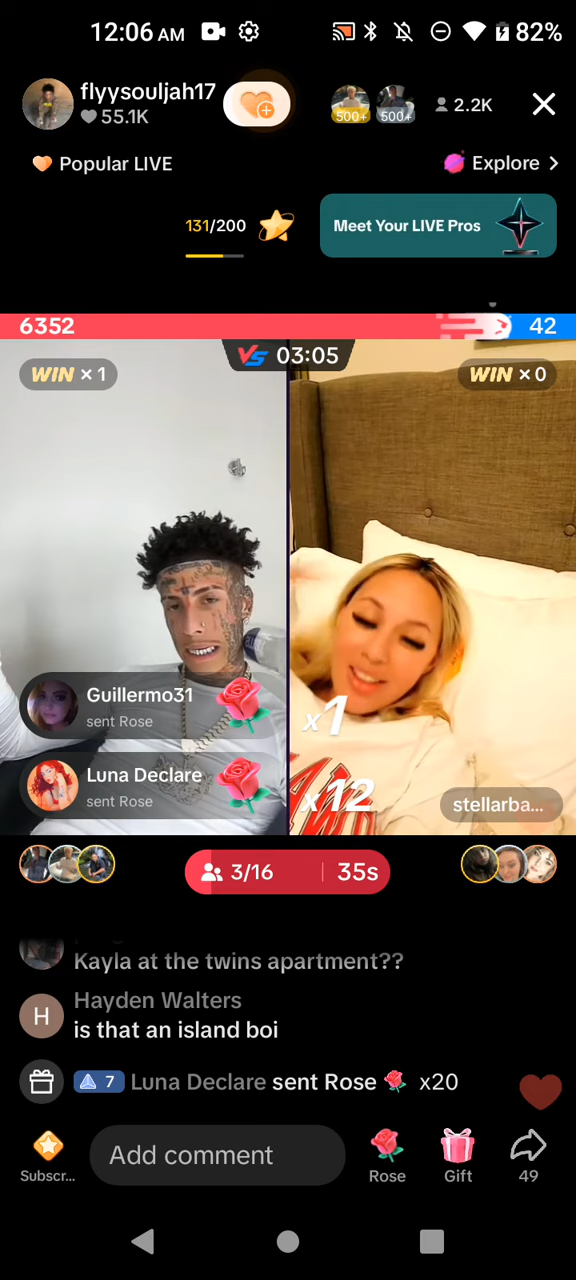 12:06 AM
82%
flyysouljah17
55.1K
500+
500+
2.2K
Popular LIVE
Explore >
131/200
Meet Your LIVE Pros
6352
42
VS 03:05
WIN × 1
WIN × 0
Guillermo31
sent Rose
x1
Luna Declare
sent Rose
x12
stellarba...
3/16
35s
Kayla at the twins apartment??
H
Hayden Walters
is that an island boi
7 Luna Declare sent Rose x20
Add comment
Subscr...
Rose
Gift
49